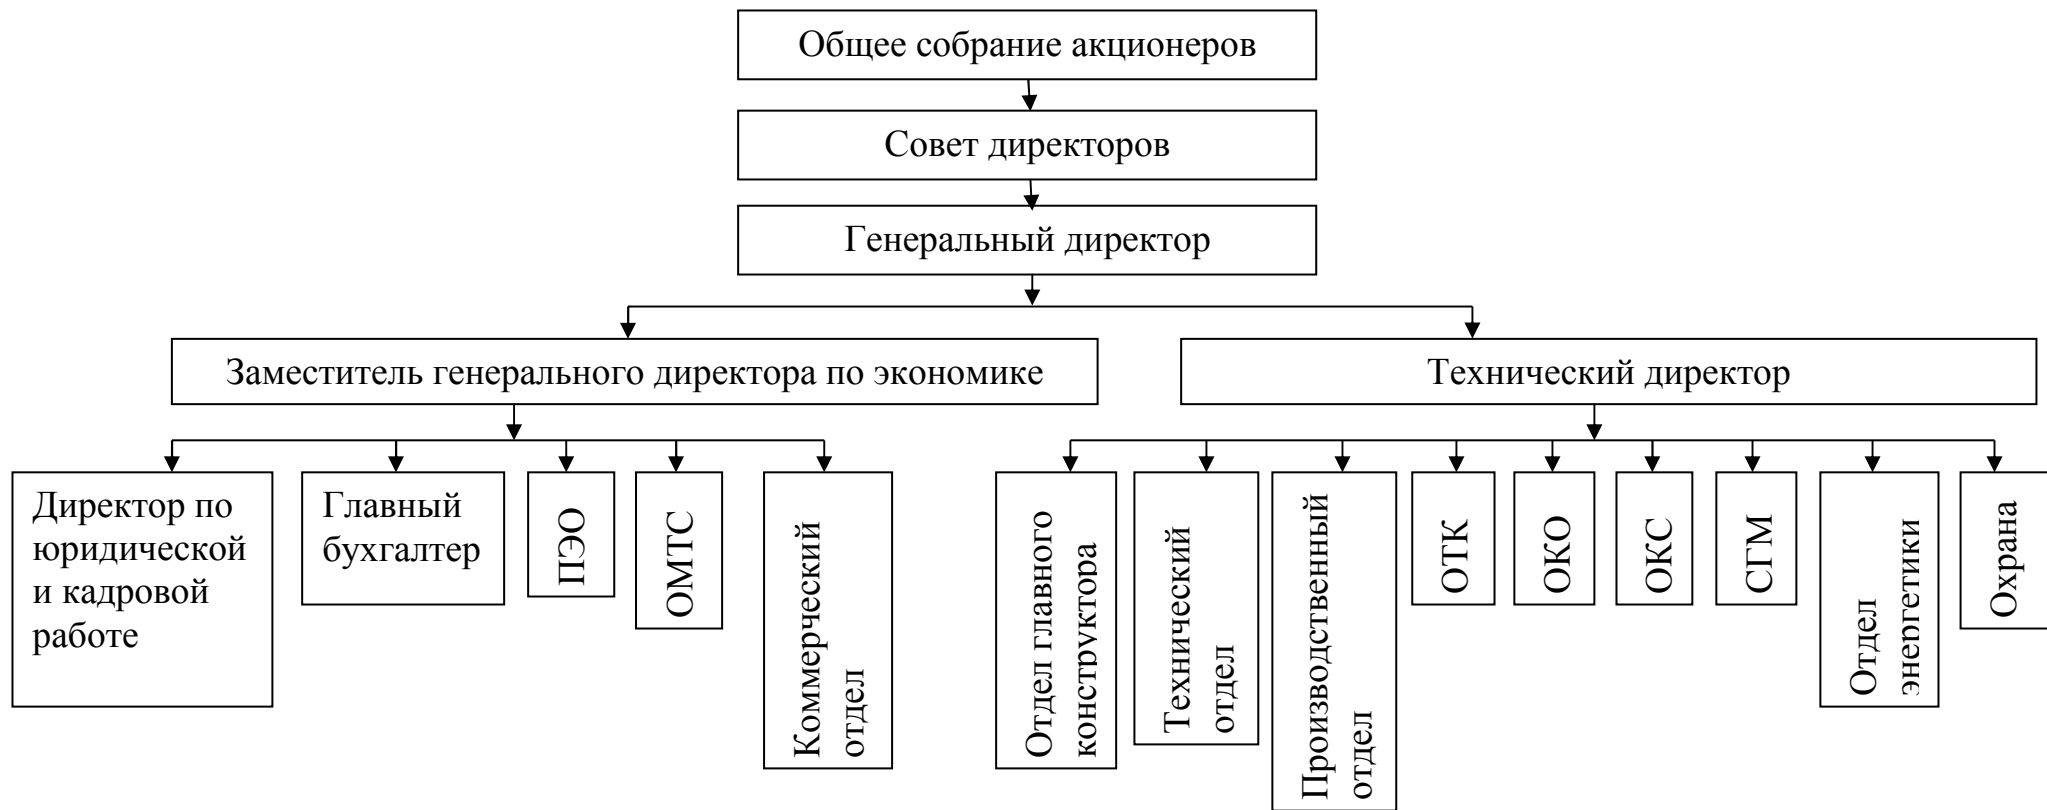 Общее собрание акционеров
Совет директоров
Генеральный директор
Заместитель генерального директора по экономике
Технический директор
Директор по
юридической
и кадровой
работе
Главный
бухгалтер
ПЭО
ОМТС
Коммерческий
отдел
Отдел главного
конструктора
Технический
отдел
Производственный
отдел
ОТК
ОКО
ОКС
СГМ
Отдел
энергетики
Охрана